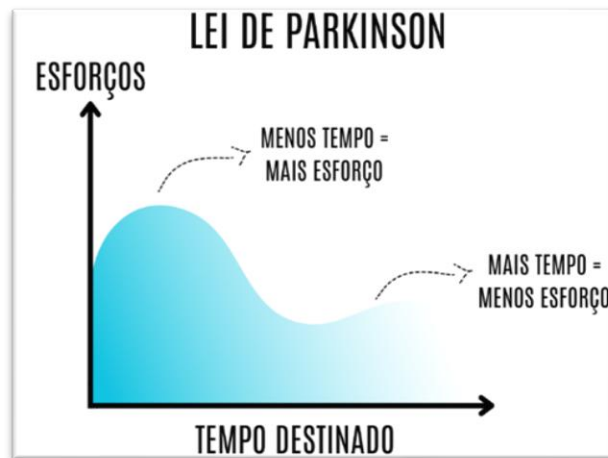 LEI DE PARKINSON
ESFORÇOS
MENOS TEMPO =
MAIS ESFORÇO
MAIS TEMPO =
MENOS ESFORÇO
TEMPO DESTINADO